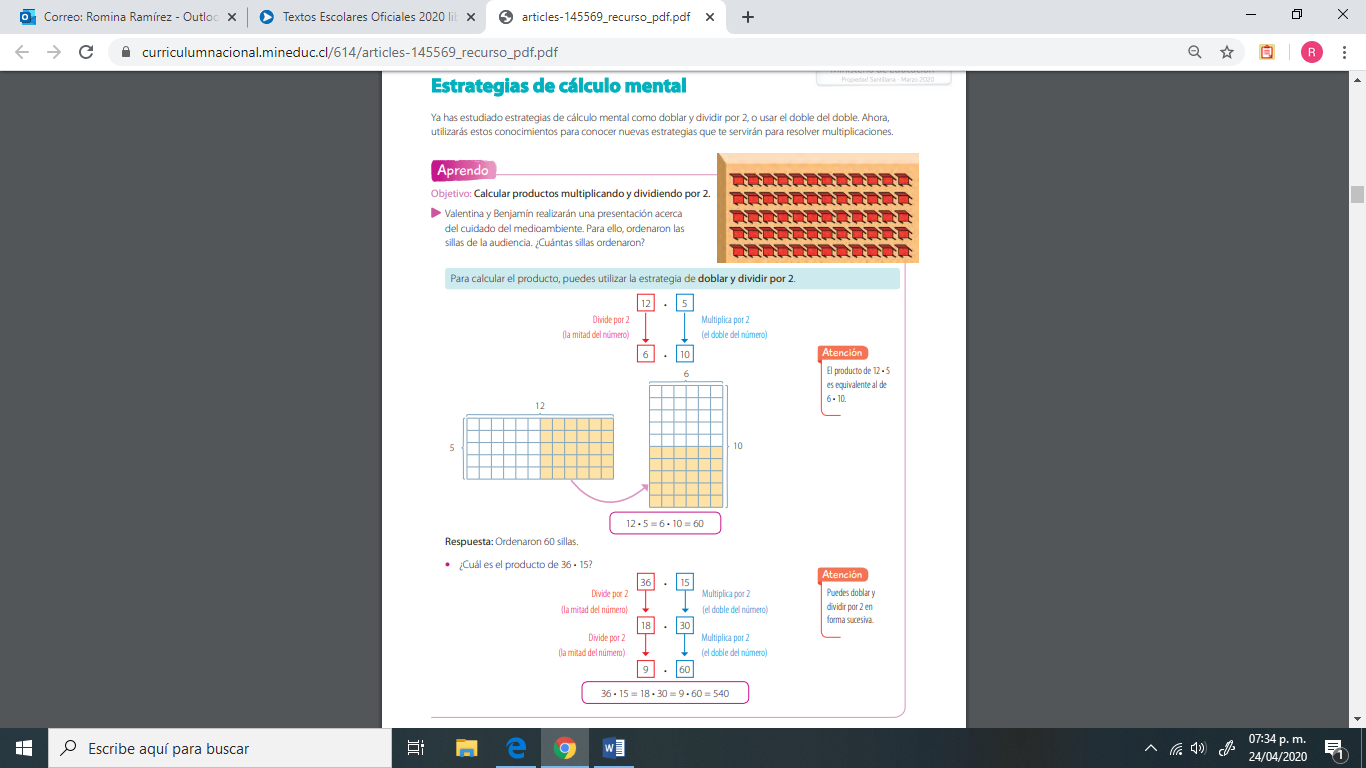 Correo: Romina Ramírez - Outloo
Textos Escolares Oficiales 2020 lib
articles-145569_recurso_pdf.pdf
curriculumnacional.mineduc.cl/614/articles-145569_recurso_pdf.pdf
R
Propiedad Santillana - Marzo 2020
Estrategias de cálculo mental
Ya has estudiado estrategias de cálculo mental como doblar y dividir por 2, o usar el doble del doble. Ahora,
utilizarás estos conocimientos para conocer nuevas estrategias que te servirán para resolver multiplicaciones.
Aprendo
Objetivo: Calcular productos multiplicando y dividiendo por 2.
Valentina y Benjamín realizarán una presentación acerca
del cuidado del medioambiente. Para ello, ordenaron las
sillas de la audiencia. ¿Cuántas sillas ordenaron?
Para calcular el producto, puedes utilizar la estrategia de doblar y dividir por 2.
12 • 5
Divide por 2 Multiplica por 2
(la mitad del número) (el doble del número)
6 • 10
Atención
El producto de 12 • 5
es equivalente al de
6 • 10.
6
12
5
10
12 • 5 = 6 • 10 = 60
Respuesta: Ordenaron 60 sillas.
• ¿Cuál es el producto de 36 • 15?
36 • 15
Divide por 2 Multiplica por 2
(la mitad del número) (el doble del número)
18 • 30
Divide por 2 Multiplica por 2
(la mitad del número) (el doble del número)
9 • 60
Atención
Puedes doblar y
dividir por 2 en
forma sucesiva.
36 • 15 = 18 • 30 = 9 • 60 = 540
Escribe aquí para buscar
07:34 p. m.
24/04/2020
1